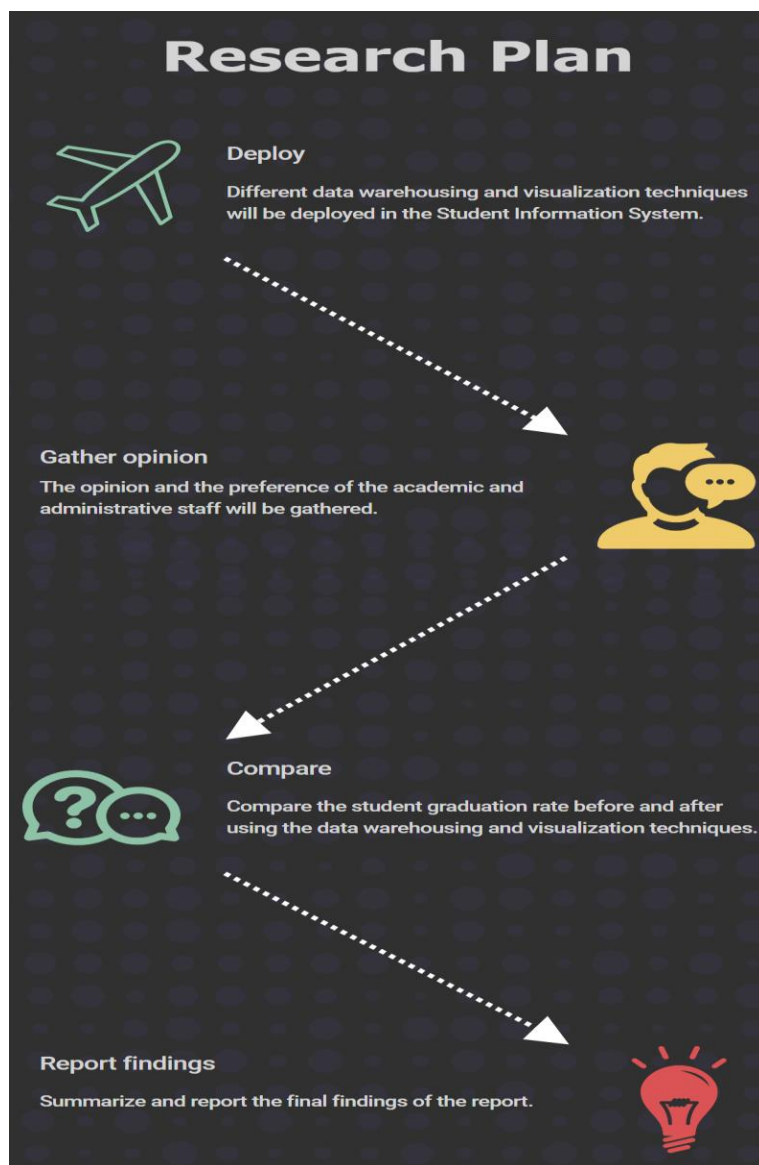 Research Plan
Deploy
Different data warehousing and visualization techniques
will be deployed in the Student Information System.
Gather opinion
The opinion and the preference of the academic and
administrative staff will be gathered.
?
Compare
Compare the student graduation rate before and after
using the data warehousing and visualization techniques.
Report findings
Summarize and report the final findings of the report.